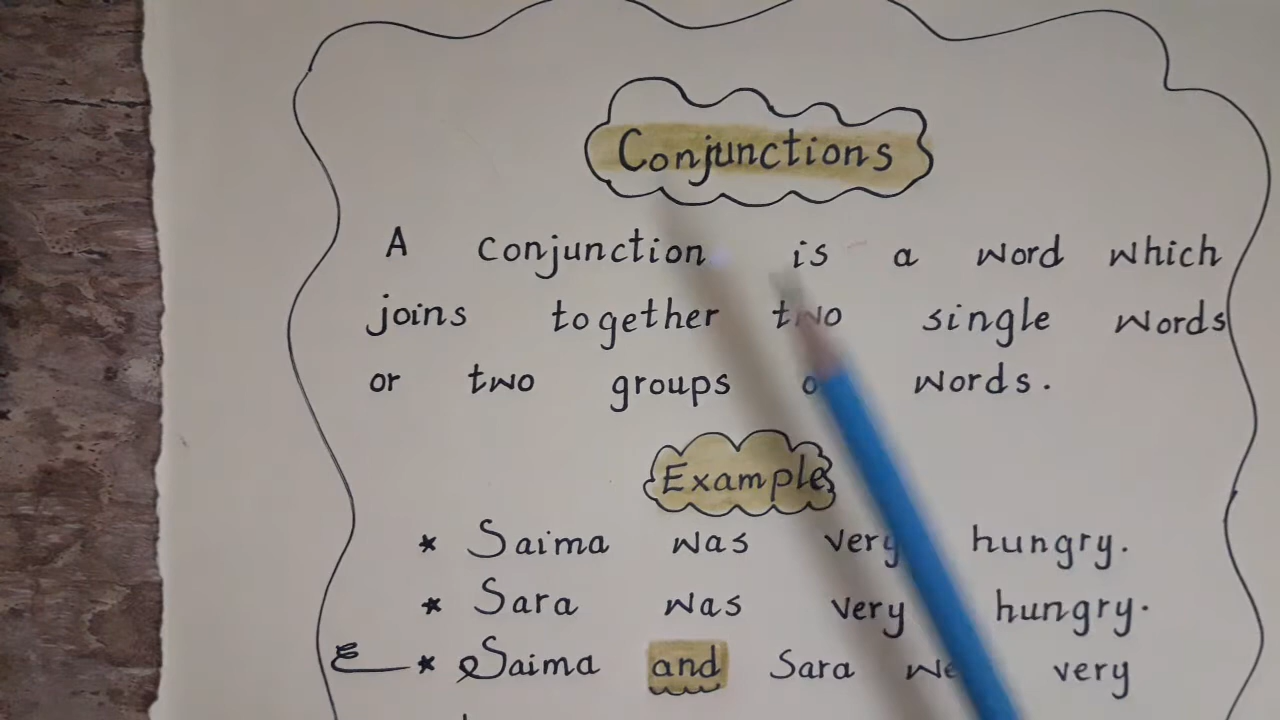 Conjunctions
A conjunction is a word which
joins together two single words
or two groups words.
Example
* Saima was very hungry.
* Sara was very hungry.
* Saima and Sara very